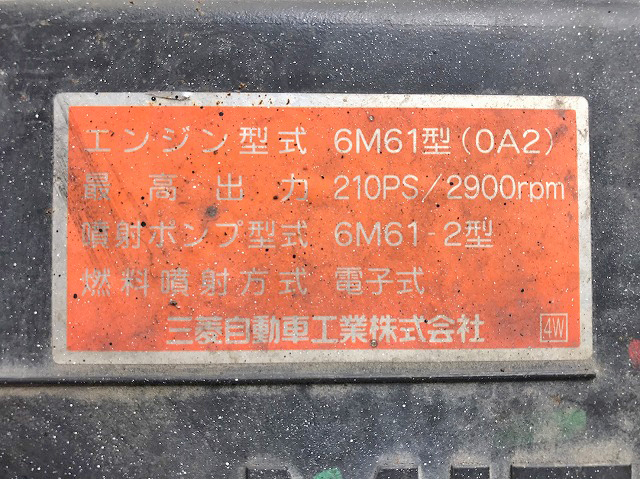 エンジン型式 6M61型(0A2)
最高出力 210PS/2900rpm
噴射ポンプ型式 6M61-2型
燃料噴射方式 電子式
三菱自動車工業株式会社 4W